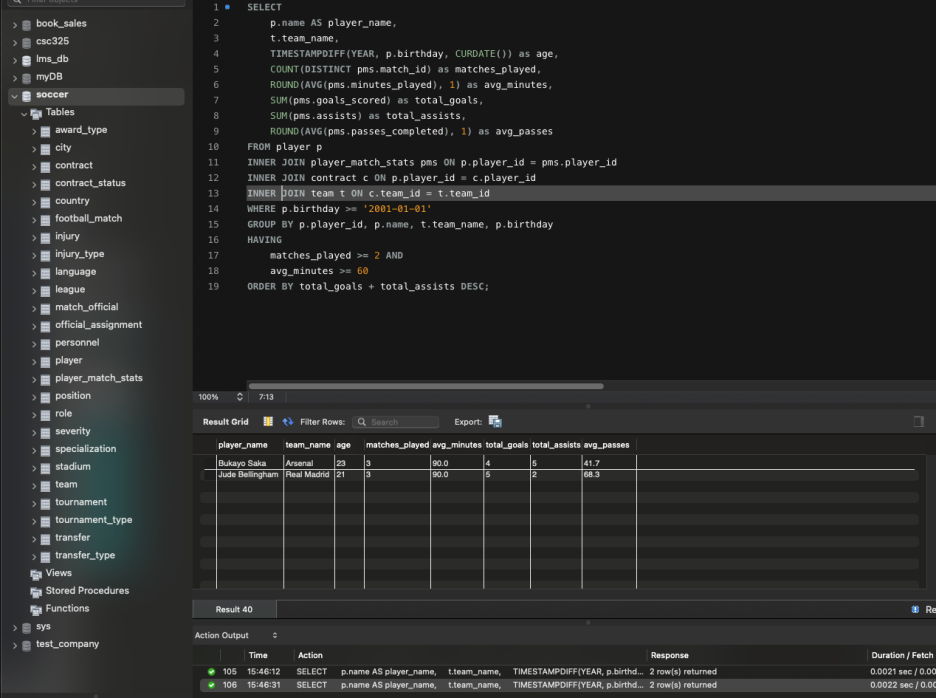 Filter objects
book_sales
csc325
lms_db
myDB
soccer
Tables
award_type
city
contract
contract_status
country
football_match
injury
injury_type
language
league
match_official
official_assignment
personnel
player
player_match_stats
position
role
severity
specialization
stadium
team
tournament
tournament_type
transfer
transfer_type
Views
Stored Procedures
Functions
sys
test_company
1 SELECT
2 p.name AS player_name,
3 t.team_name,
4 TIMESTAMPDIFF(YEAR, p.birthday, CURDATE()) as age,
5 COUNT(DISTINCT pms.match_id) as matches_played,
6 ROUND(AVG(pms.minutes_played), 1) as avg_minutes,
7 SUM(pms.goals_scored) as total_goals,
8 SUM(pms.assists) as total_assists,
9 ROUND(AVG(pms.passes_completed), 1) as avg_passes
10 FROM player p
11 INNER JOIN player_match_stats pms ON p.player_id = pms.player_id
12 INNER JOIN contract c ON p.player_id = c.player_id
13 INNER JOIN team t ON c.team_id = t.team_id
14 WHERE p.birthday >= '2001-01-01'
15 GROUP BY p.player_id, p.name, t.team_name, p.birthday
16 HAVING
17 matches_played >= 2 AND
18 avg_minutes >= 60
19 ORDER BY total_goals + total_assists DESC;
100% 7:13
Result Grid Filter Rows: Search Export:
player_name team_name age matches_played avg_minutes total_goals total_assists avg_passes
Bukayo Saka Arsenal 23 3 90.0 4 5 41.7
Jude Bellingham Real Madrid 21 3 90.0 5 2 68.3
Result 40 Re
Action Output
Time Action Response Duration / Fetch
105 15:46:12 SELECT p.name AS player_name, t.team_name, TIMESTAMPDIFF(YEAR, p.birthd... 2 row(s) returned 0.0021 sec / 0.00
106 15:46:31 SELECT p.name AS player_name, t.team_name, TIMESTAMPDIFF(YEAR, p.birthd... 2 row(s) returned 0.0022 sec / 0.00